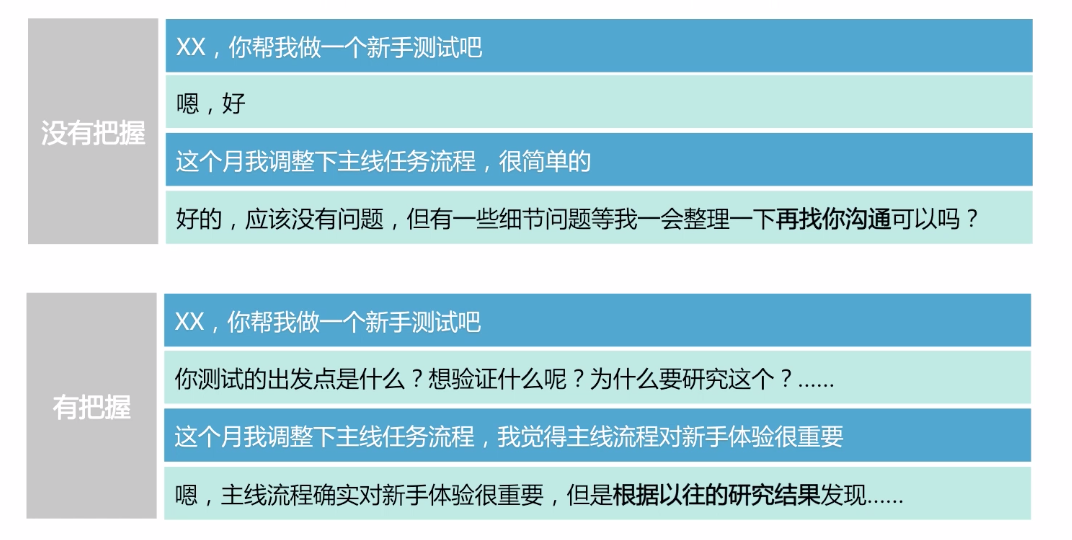 没有把握
XX，你帮我做一个新手测试吧
嗯，好
这个月我调整下主线任务流程，很简单的
好的，应该没有问题，但有一些细节问题等我一会整理一下再找你沟通可以吗？
有把握
XX，你帮我做一个新手测试吧
你测试的出发点是什么？想验证什么呢？为什么要研究这个？......
这个月我调整下主线任务流程，我觉得主线流程对新手体验很重要
嗯，主线流程确实对新手体验很重要，但是根据以往的研究结果发现......